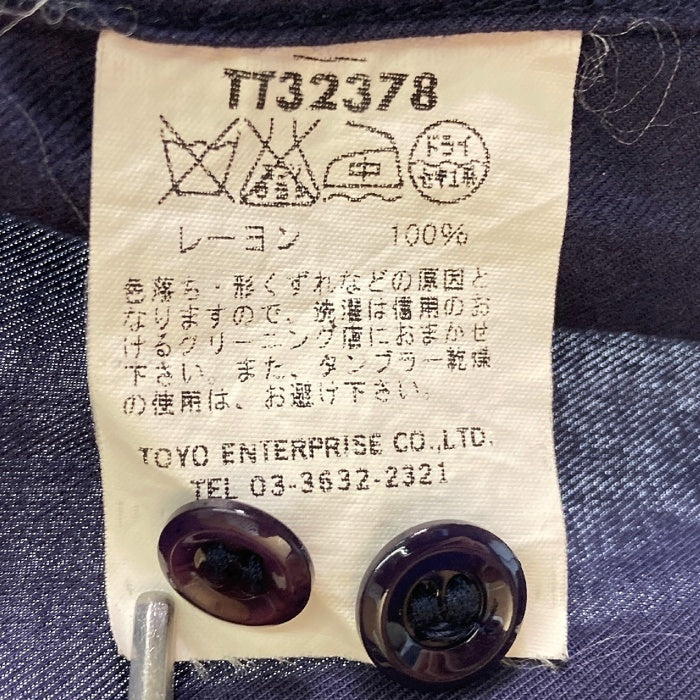 TT32378
中 ドライ
セキユ系
レーヨン 100%
色落ち・形くずれなどの原因と
なりますので、洗濯は信用のお
けるクリーニング店におまかせ
下さい。また、タンブラー乾燥
の使用は、お避け下さい。
TOYO ENTERPRISE CO.,LTD.
TEL 03-3632-2321